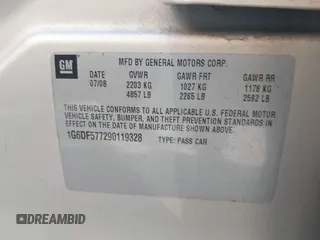 GM
MFD BY GENERAL MOTORS CORP.
DATE GVWR GAWR FRT GAWR RR
07/08 2203 KG 1027 KG 1176 KG
4857 LB 2265 LB 2592 LB
THIS VEHICLE CONFORMS TO ALL APPLICABLE U.S. FEDERAL MOTOR
VEHICLE SAFETY, BUMPER, AND THEFT PREVENTION STANDARDS IN
EFFECT ON THE DATE OF MANUFACTURE SHOWN ABOVE.
1G6DF577290119328 TYPE: PASS CAR
DREAMBID